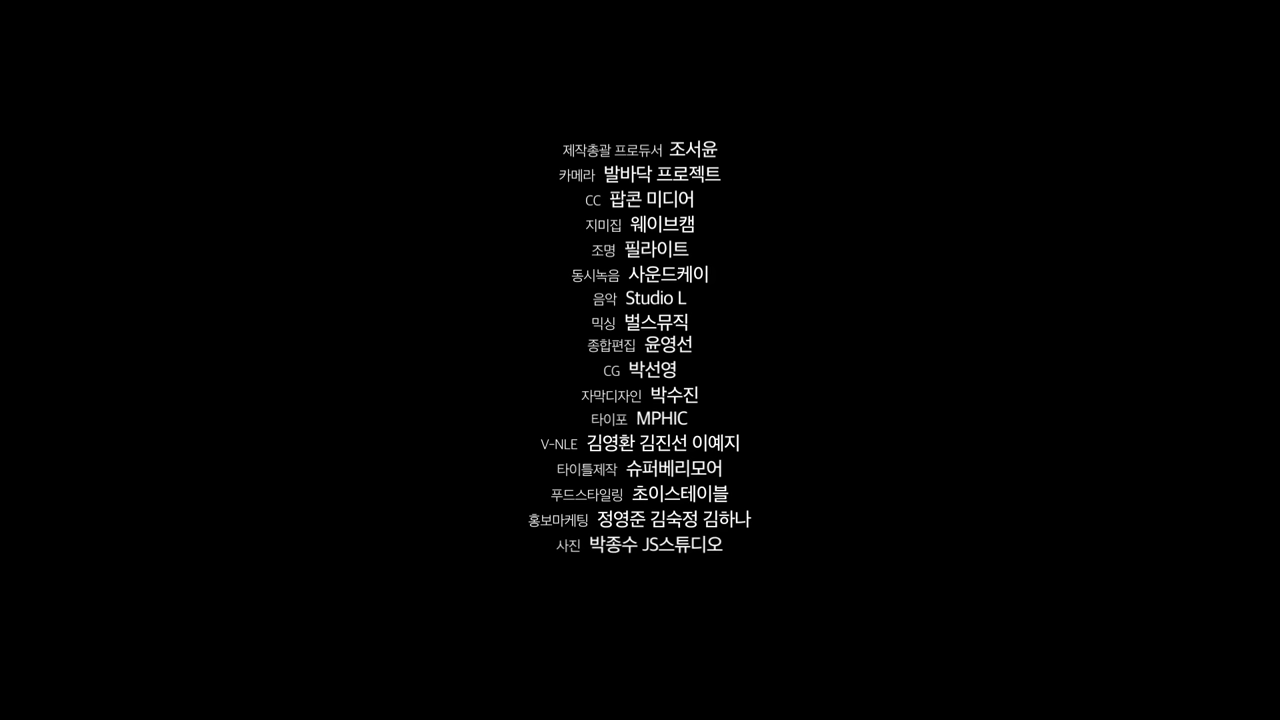 제작총괄 프로듀서 조서윤
카메라 발바닥 프로젝트
CC 팝콘 미디어
지미집 웨이브캠
조명 필라이트
동시녹음 사운드케이
음악 Studio L
믹싱 벌스뮤직
종합편집 윤영선
CG 박선영
자막디자인 박수진
타이포 MPHIC
V-NLE 김영환 김진선 이예지
타이틀제작 슈퍼베리모어
푸드스타일링 초이스테이블
홍보마케팅 정영준 김숙정 김하나
사진 박종수 JS스튜디오